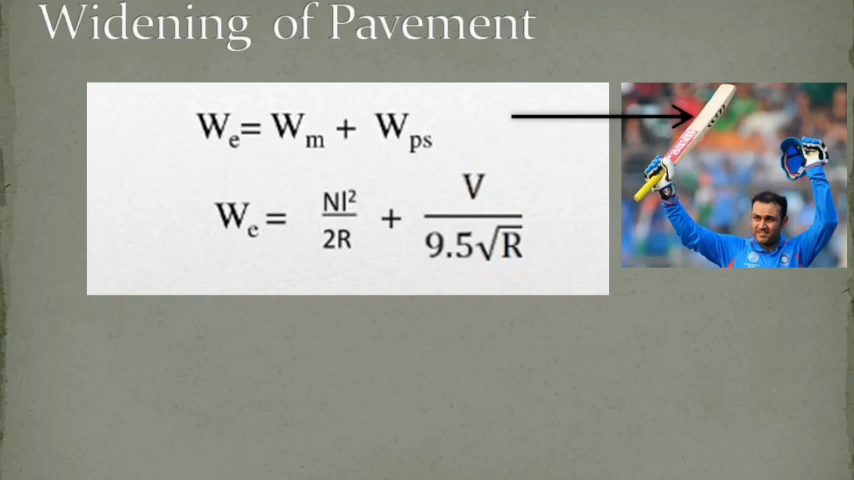 Widening of Pavement
Wₑ= Wₘ + Wₚₛ
Wₑ = Nl²/2R + V/9.5√R